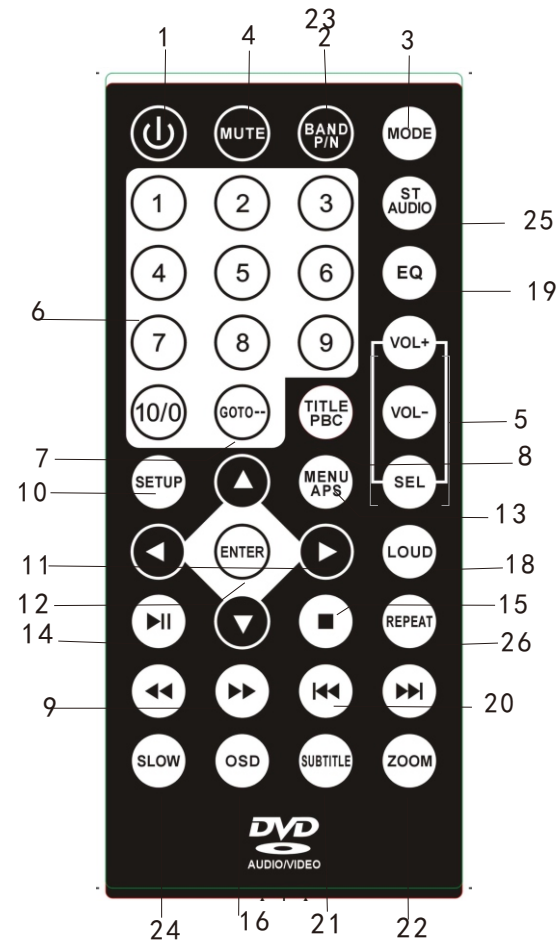 23
1 4 2 3
MUTE BAND P/N MODE
1 2 3 ST AUDIO
25
4 5 6 EQ
19
6
7 8 9 VOL+
10/0 GOTO-- TITLE PBC VOL-
5
7 8
SETUP MENU APS SEL
10
13
ENTER LOUD
11 18
12 15
REPEAT
14 26
9 20
SLOW OSD SUBTITLE ZOOM
DVD
AUDIO/VIDEO
24 16 21 22